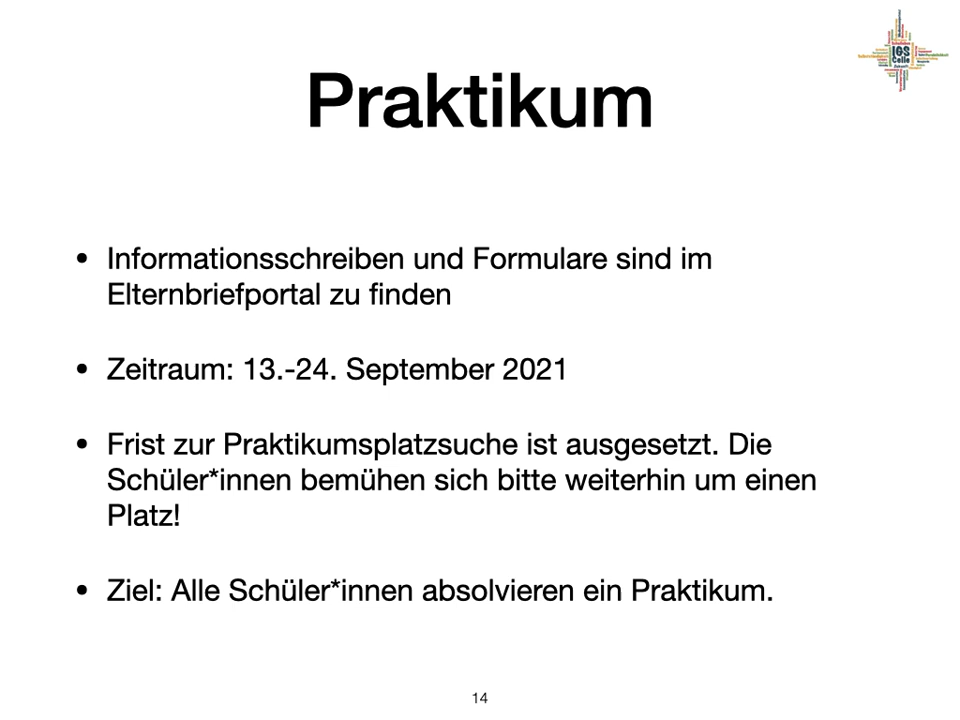 IGS
Celle
Praktikum
• Informationsschreiben und Formulare sind im
Elternbriefportal zu finden
• Zeitraum: 13.-24. September 2021
• Frist zur Praktikumsplatzsuche ist ausgesetzt. Die
Schüler*innen bemühen sich bitte weiterhin um einen
Platz!
• Ziel: Alle Schüler*innen absolvieren ein Praktikum.
14